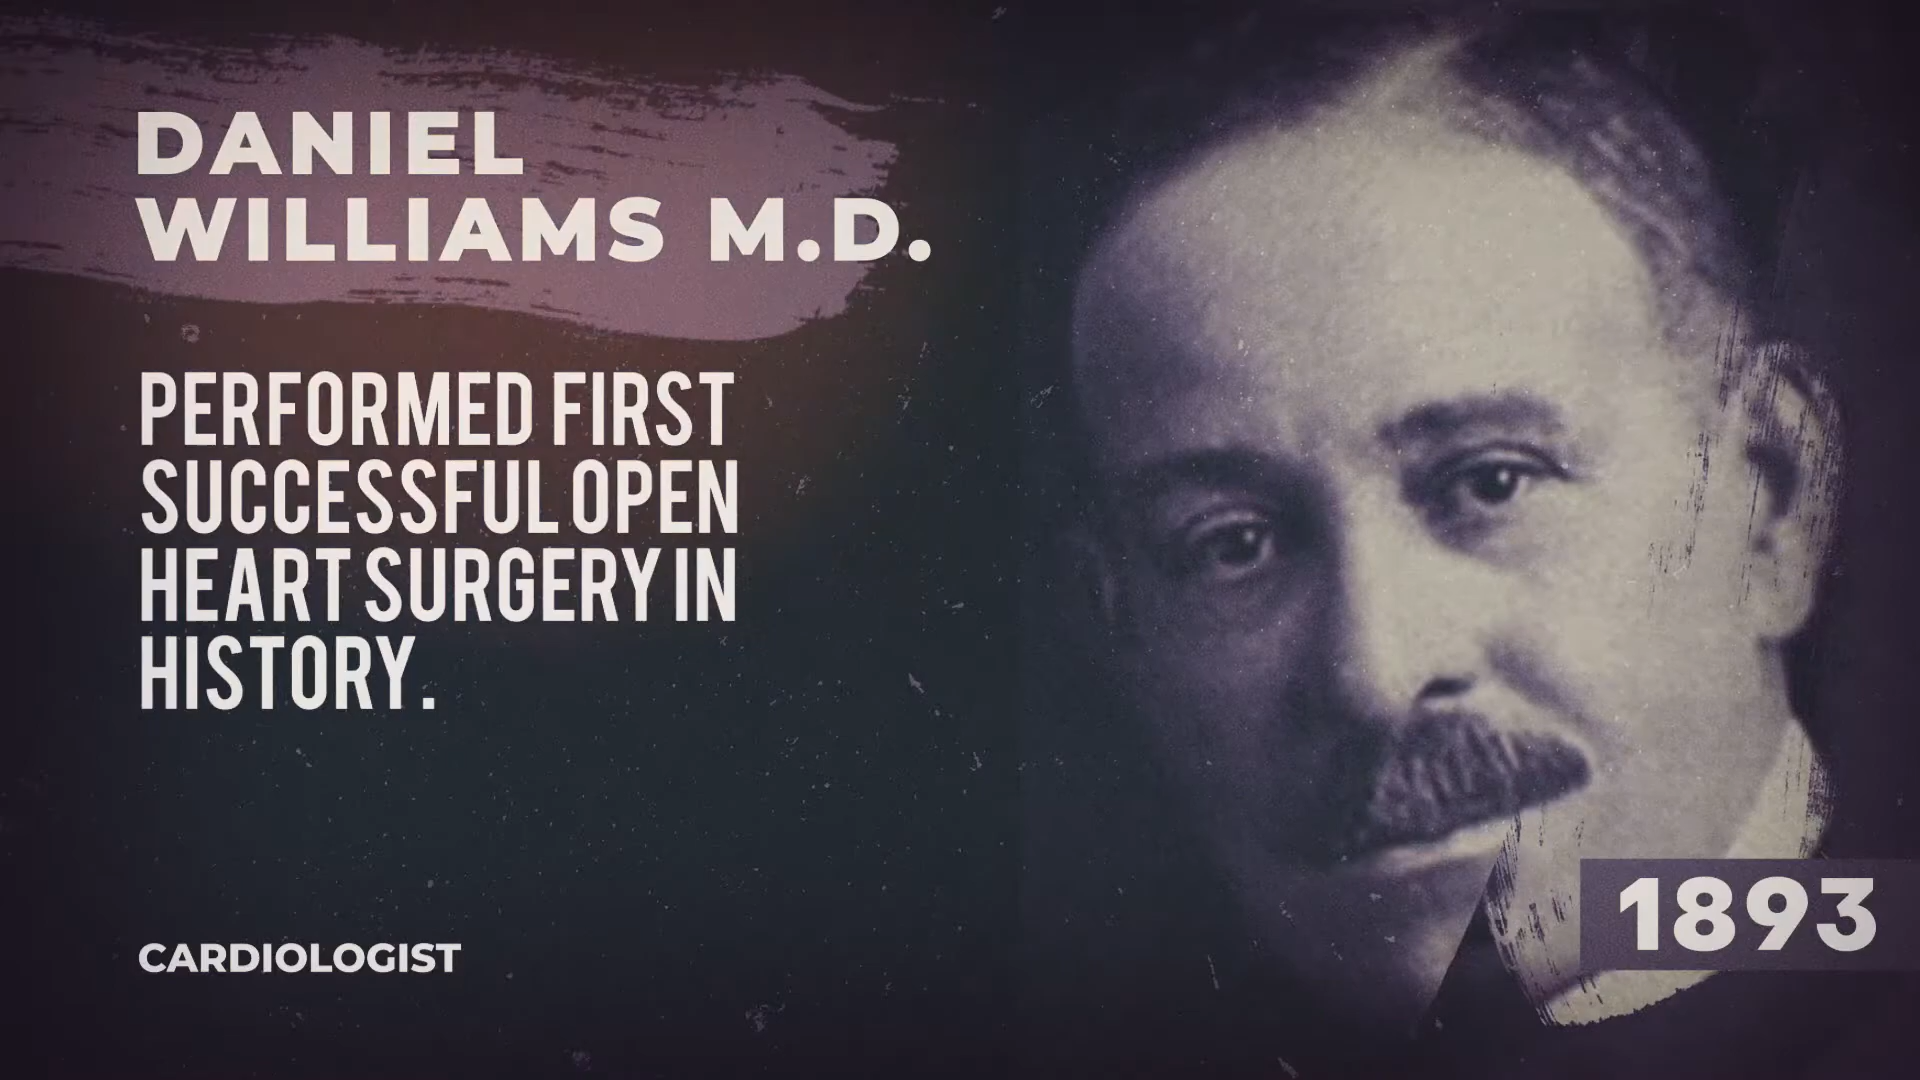 DANIEL
WILLIAMS M.D.
PERFORMED FIRST
SUCCESSFUL OPEN
HEART SURGERY IN
HISTORY.
CARDIOLOGIST
1893